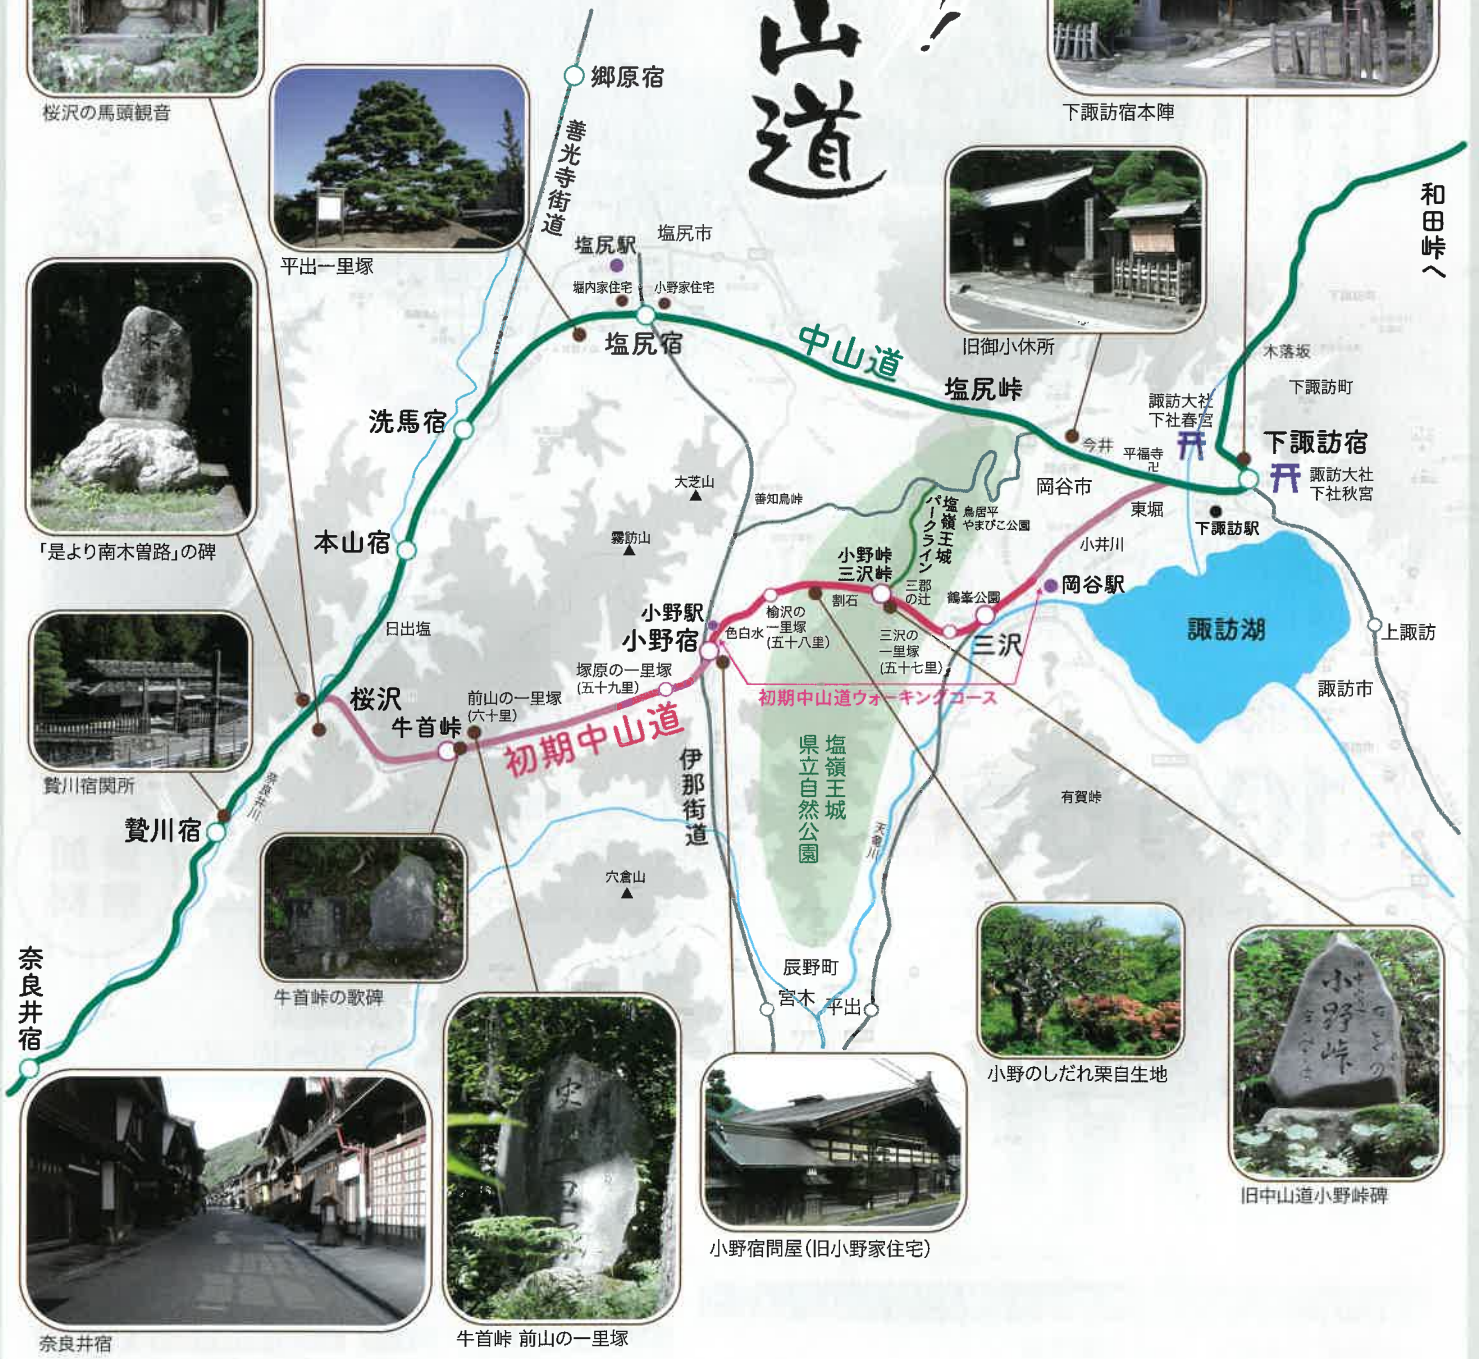 山道
!
桜沢の馬頭観音
下諏訪宿本陣
郷原宿
善光寺街道
平出一里塚
塩尻駅
塩尻市
堀内家住宅
小野家住宅
塩尻宿
中山道
旧御小休所
和田峠へ
木落坂
下諏訪町
塩尻峠
諏訪大社
下社春宮
今井
平福寺
卍
下諏訪宿
諏訪大社
下社秋宮
洗馬宿
大芝山
善知鳥峠
岡谷市
東堀
下諏訪駅
塩嶺王城
パークライン
鳥居平
やまびこ公園
「是より南木曽路」の碑
本山宿
霧訪山
小野峠
三沢峠
小井川
岡谷駅
三郡
の辻
鶴峯公園
割石
小野駅
小野宿
色白水
楡沢の
一里塚
(五十八里)
三沢の
一里塚
(五十七里)
三沢
諏訪湖
上諏訪
諏訪市
日出塩
塚原の一里塚
(五十九里)
初期中山道ウォーキングコース
桜沢
牛首峠
前山の一里塚
(六十里)
初期中山道
贄川宿関所
奈良井川
贄川宿
伊那街道
塩嶺王城
県立自然公園
天竜川
有賀峠
穴倉山
牛首峠の歌碑
奈良井宿
辰野町
宮木
平出
小野のしだれ栗自生地
小野峠
旧中山道小野峠碑
小野宿問屋(旧小野家住宅)
奈良井宿
牛首峠 前山の一里塚